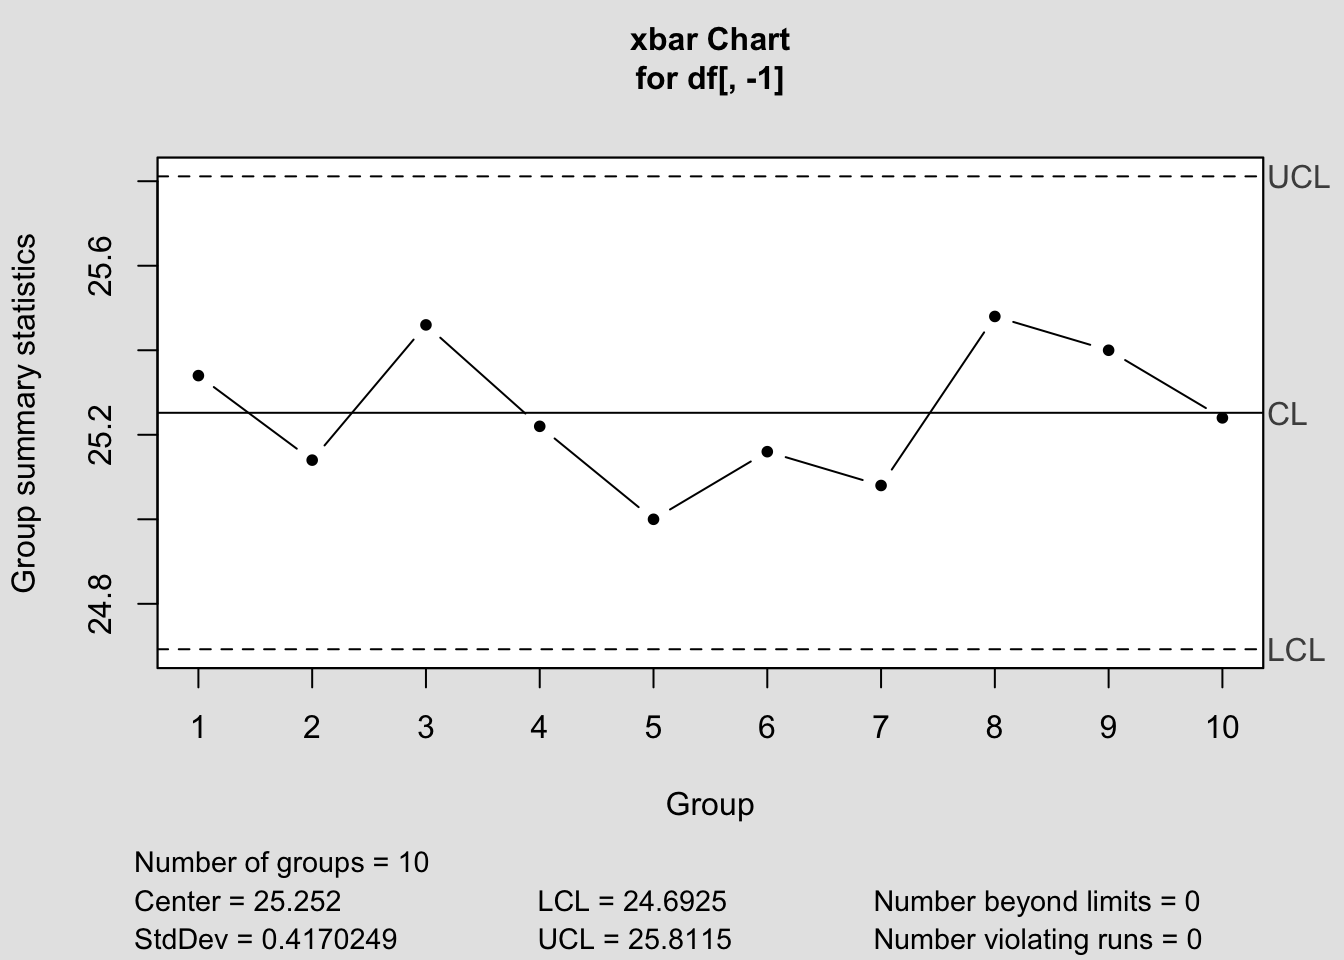 xbar Chart
for df[, -1]
UCL
CL
LCL
Group summary statistics
25.6
25.2
24.8
1 2 3 4 5 6 7 8 9 10
Group
Number of groups = 10
Center = 25.252 LCL = 24.6925 Number beyond limits = 0
StdDev = 0.4170249 UCL = 25.8115 Number violating runs = 0